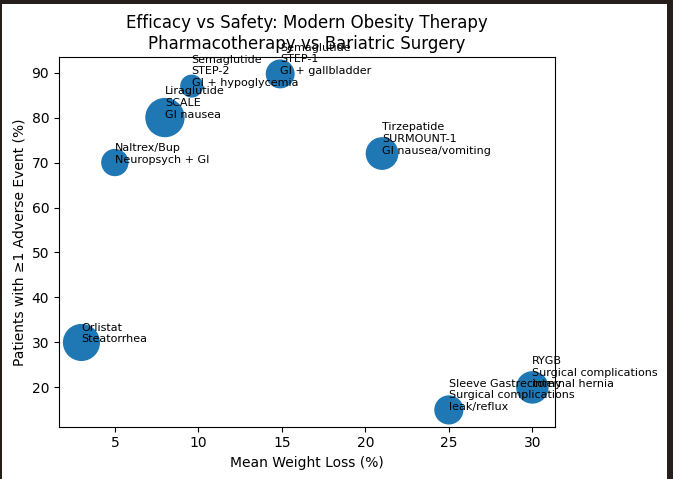 Efficacy vs Safety: Modern Obesity Therapy
Pharmacotherapy vs Bariatric Surgery
Patients with ≥1 Adverse Event (%)
90
80
70
60
50
40
30
20
Semaglutide
STEP-1
GI + gallbladder
Semaglutide
STEP-2
GI + hypoglycemia
Liraglutide
SCALE
GI nausea
Tirzepatide
SURMOUNT-1
GI nausea/vomiting
Naltrex/Bup
Neuropsych + GI
Orlistat
Steatorrhea
RYGB
Surgical complications
internal hernia
Sleeve Gastrectomy
Surgical complications
leak/reflux
5
10
15
20
25
30
Mean Weight Loss (%)